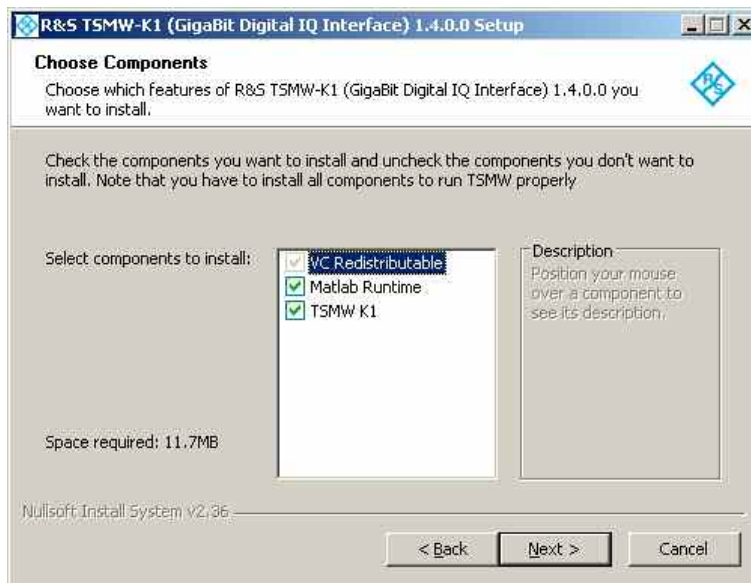 R&S TSMW-K1 (GigaBit Digital IQ Interface) 1.4.0.0 Setup
Choose Components
Choose which features of R&S TSMW-K1 (GigaBit Digital IQ Interface) 1.4.0.0 you
want to install.
R&S
Check the components you want to install and uncheck the components you don't want to
install. Note that you have to install all components to run TSMW properly
Select components to install:
VC Redistributable
Matlab Runtime
TSMW K1
Description
Position your mouse
over a component to
see its description.
Space required: 11.7MB
Nullsoft Install System v2.36
< Back
Next >
Cancel